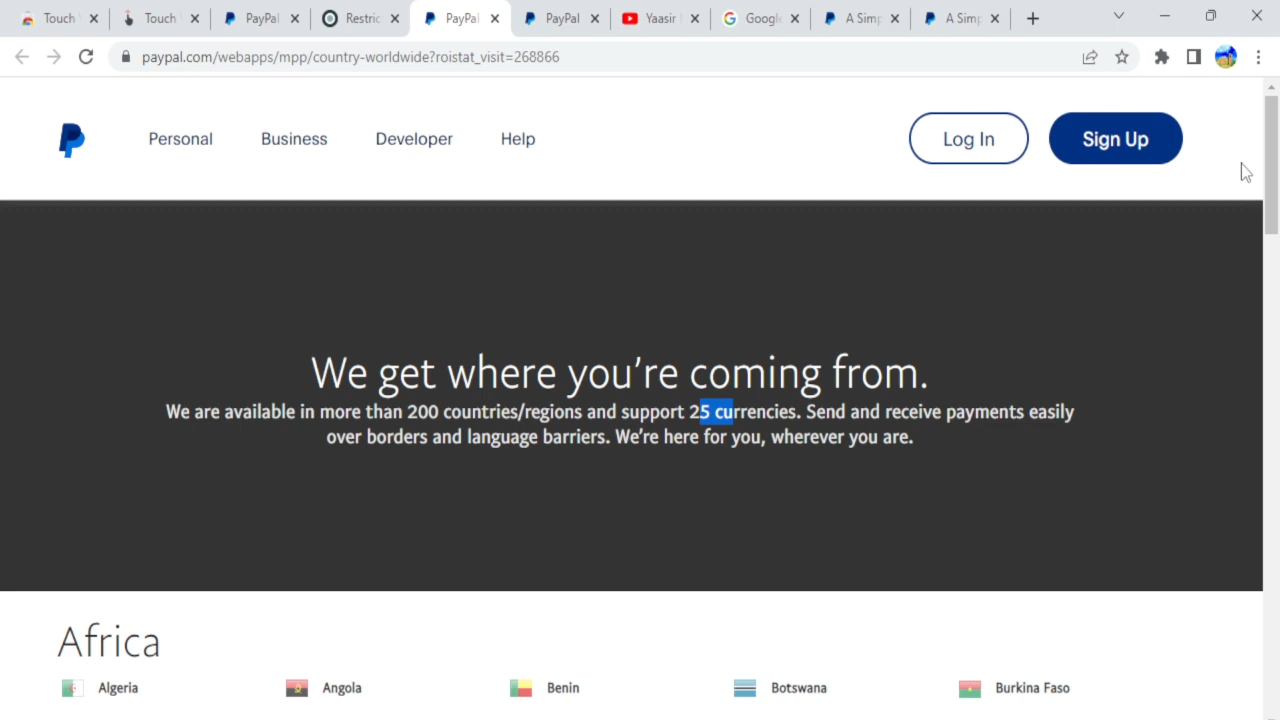 Touch
Touch
PayPal
Restric
PayPal
PayPal
Yaasir
Google
A Simp
A Simp
paypal.com/webapps/mpp/country-worldwide?roistat_visit=268866
Personal Business Developer Help Log In Sign Up
We get where you're coming from.
We are available in more than 200 countries/regions and support 25 currencies. Send and receive payments easily
over borders and language barriers. We're here for you, wherever you are.
Africa
Algeria Angola Benin Botswana Burkina Faso